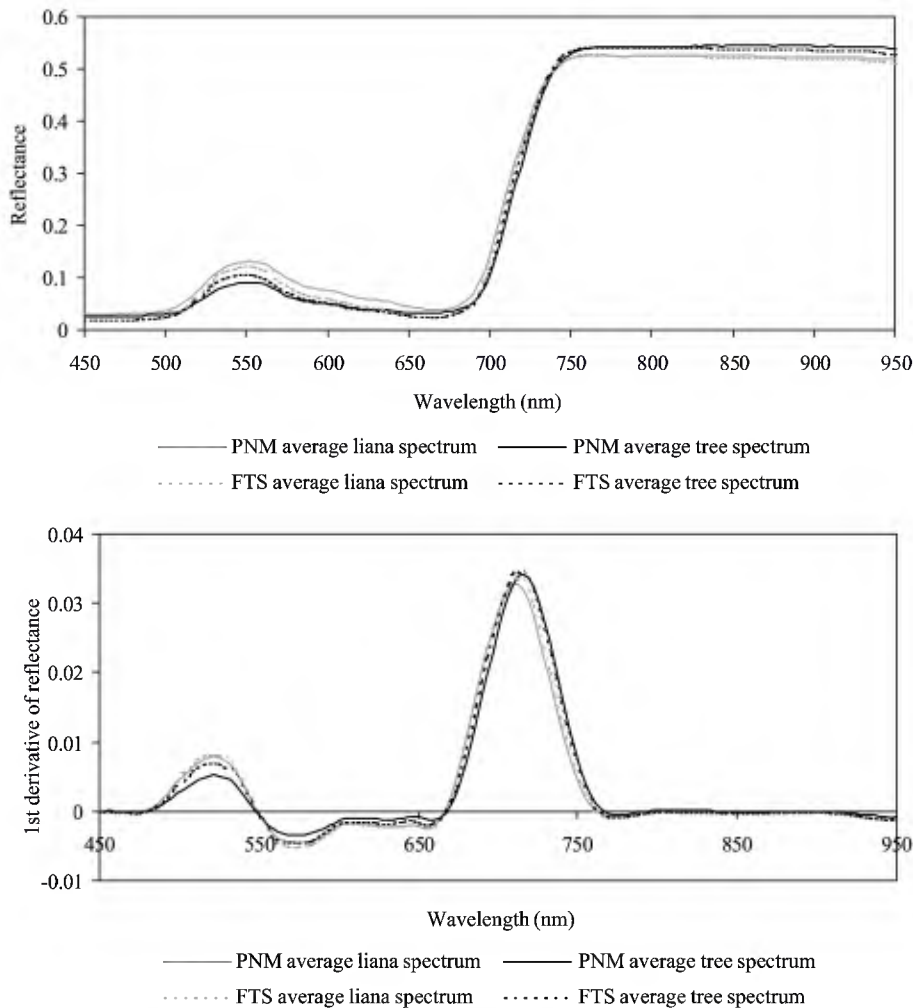 0.6
0.5
0.4
0.3
0.2
0.1
0
Reflectance
450 500 550 600 650 700 750 800 850 900 950
Wavelength (nm)
PNM average liana spectrum PNM average tree spectrum
FTS average liana spectrum FTS average tree spectrum
0.04
0.03
0.02
0.01
0
-0.01
1st derivative of reflectance
450 550 650 750 850 950
Wavelength (nm)
PNM average liana spectrum PNM average tree spectrum
FTS average liana spectrum FTS average tree spectrum